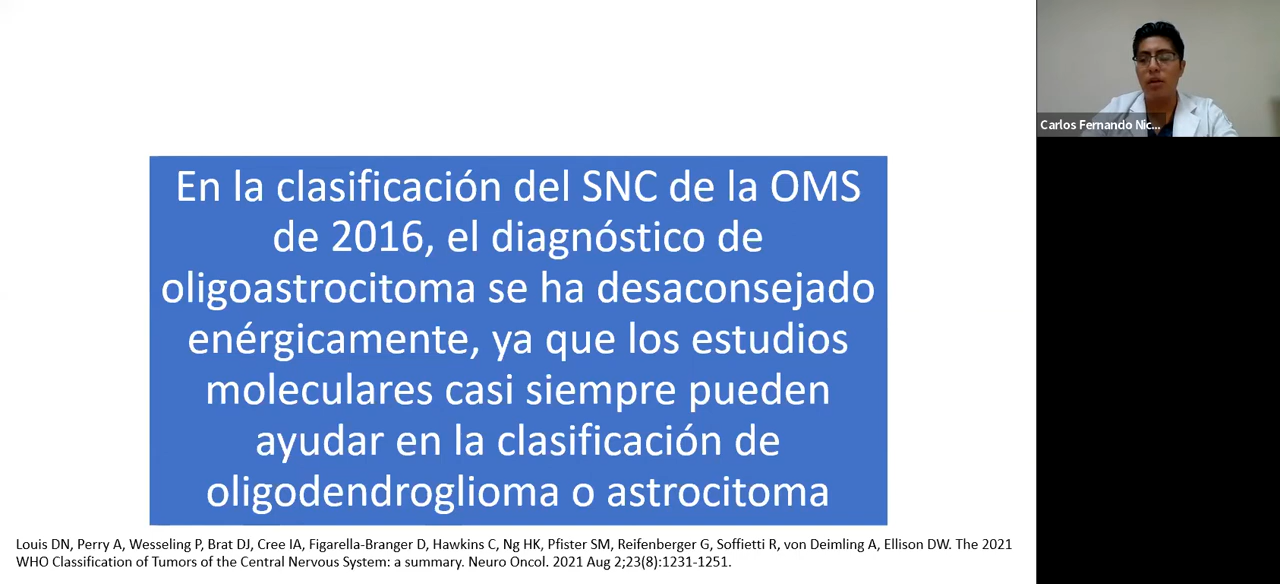 En la clasificación del SNC de la OMS
de 2016, el diagnóstico de
oligoastrocitoma se ha desaconsejado
enérgicamente, ya que los estudios
moleculares casi siempre pueden
ayudar en la clasificación de
oligodendroglioma o astrocitoma
Louis DN, Perry A, Wesseling P, Brat DJ, Cree IA, Figarella-Branger D, Hawkins C, Ng HK, Pfister SM, Reifenberger G, Soffietti R, von Deimling A, Ellison DW. The 2021
WHO Classification of Tumors of the Central Nervous System: a summary. Neuro Oncol. 2021 Aug 2;23(8):1231-1251.
Carlos Fernando Nic...